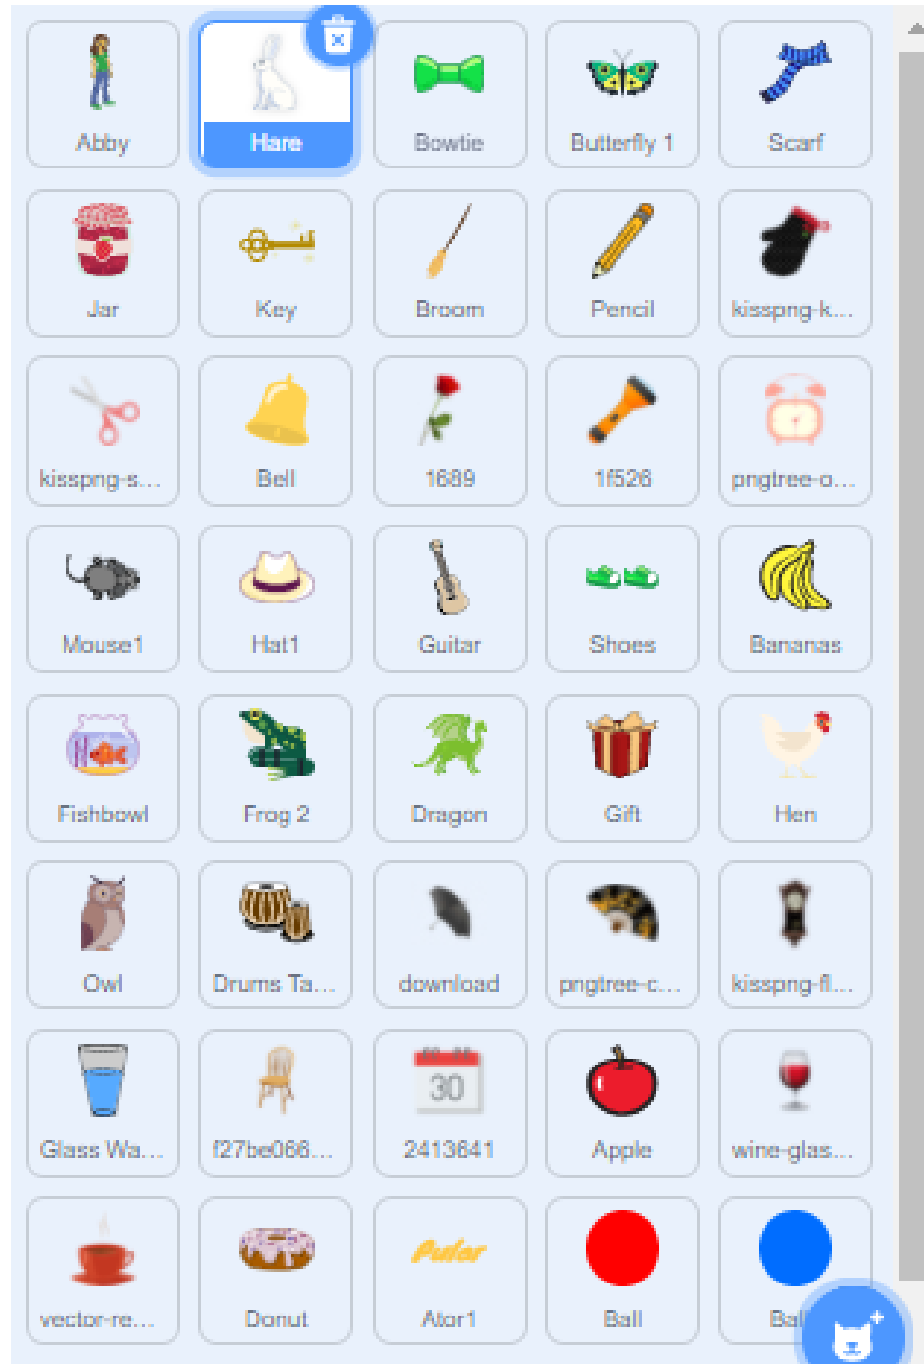 Abby
Hare
Bowtie
Butterfly 1
Scarf
Jar
Key
Broom
Pencil
kisspng-k...
kisspng-s...
Bell
1689
1f526
pngtree-o...
Mouse1
Hat1
Guitar
Shoes
Bananas
Fishbowl
Frog 2
Dragon
Gift
Hen
Owl
Drums Ta...
download
pngtree-c...
kisspng-fl...
30
Glass Wa...
f27be066...
2413641
Apple
wine-glas...
Pular
vector-re...
Donut
Ator1
Ball